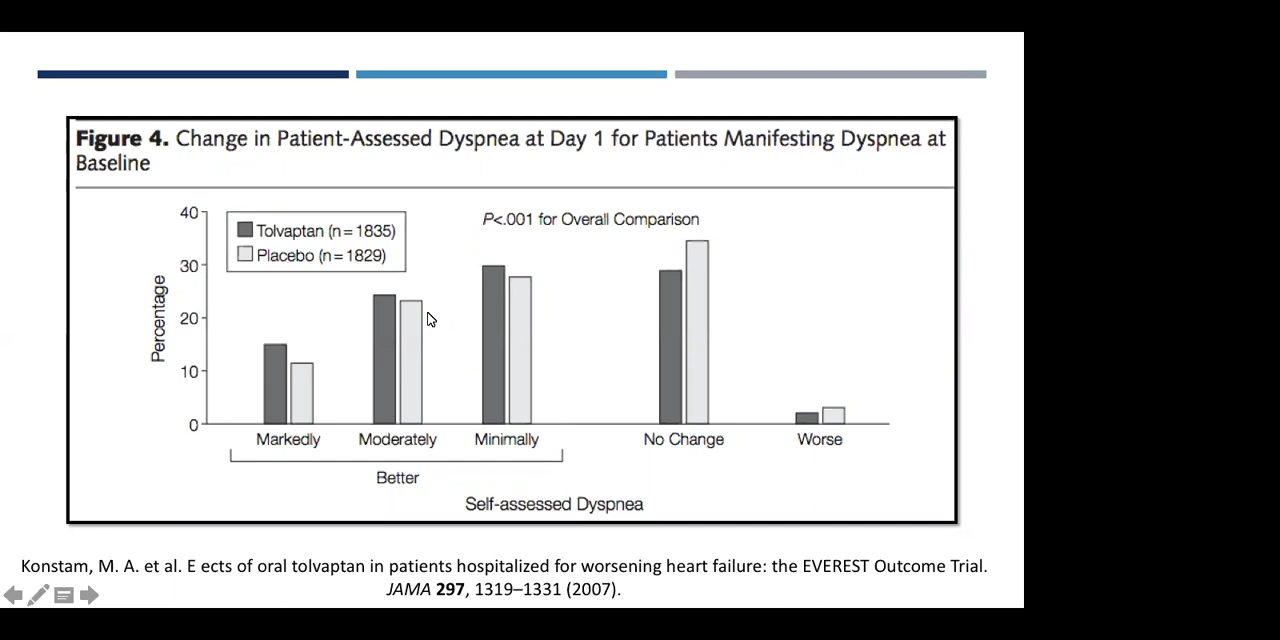 Figure 4. Change in Patient-Assessed Dyspnea at Day 1 for Patients Manifesting Dyspnea at
Baseline
40
30
20
10
0
Percentage
Tolvaptan (n=1835)
Placebo (n=1829)
P<.001 for Overall Comparison
Markedly Moderately Minimally No Change Worse
Better
Self-assessed Dyspnea
Konstam, M. A. et al. E ects of oral tolvaptan in patients hospitalized for worsening heart failure: the EVEREST Outcome Trial.
JAMA 297, 1319–1331 (2007).